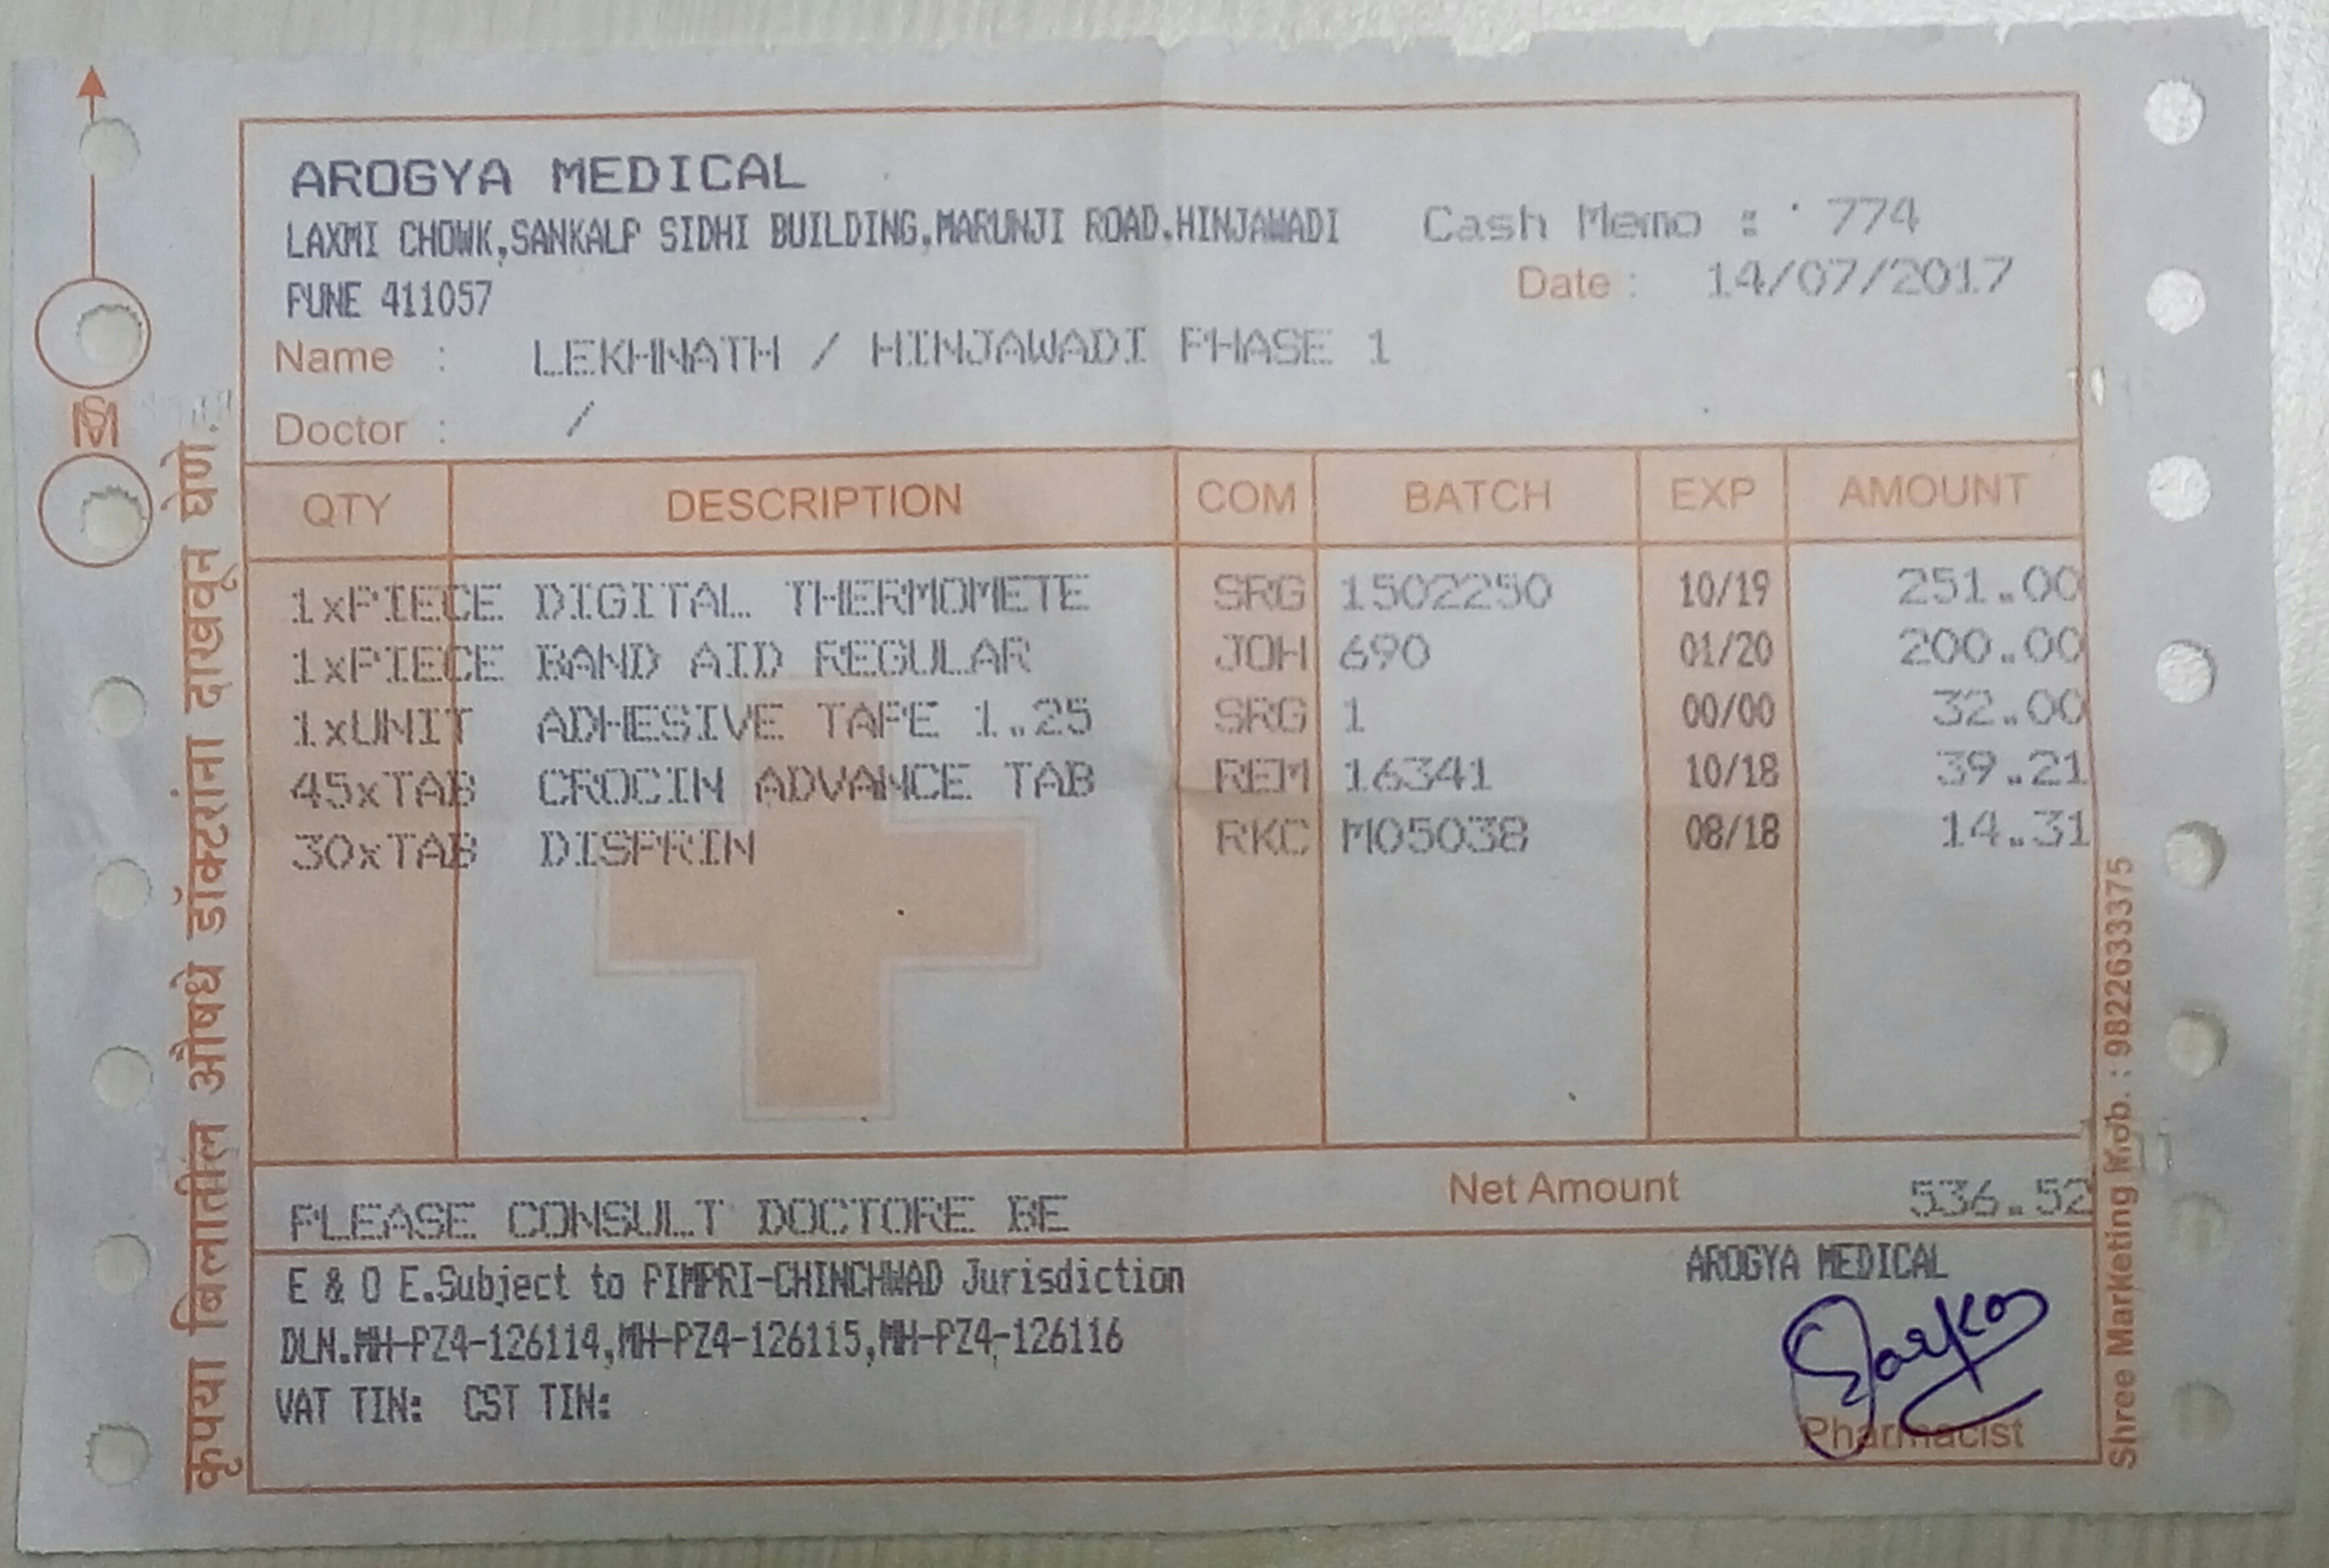 AROGYA MEDICAL
LAXMI CHOWK,SANKALP SIDHI BUILDING,MARUNJI ROAD,HINJAWADI
PUNE 411057
Cash Memo : 774
Date : 14/07/2017
Name : LEKHNATH / HINJAWADI PHASE 1
Doctor : /
QTY DESCRIPTION COM BATCH EXP AMOUNT
1xPIECE DIGITAL THERMOMETE SRG 1502250 10/19 251.00
1xPIECE BAND AID REGULAR JOH 690 01/20 200.00
1xUNIT ADHESIVE TAPE 1.25 SRG 1 00/00 32.00
45xTAB CROCIN ADVANCE TAB REM 16341 10/18 39.21
30xTAB DISPRIN RKC M05038 08/18 14.31
PLEASE CONSULT DOCTORE BE Net Amount 536.52
E & O E.Subject to PIMPRI-CHINCHWAD Jurisdiction
DLN.MH-PZ4-126114,MH-PZ4-126115,MH-PZ4-126116
VAT TIN: CST TIN:
AROGYA MEDICAL
Pharmacist
कृपया बिलातील औषधे डॉक्टरांना दाखवून घेणे.
Shree Marketing Mob. : 9822633375